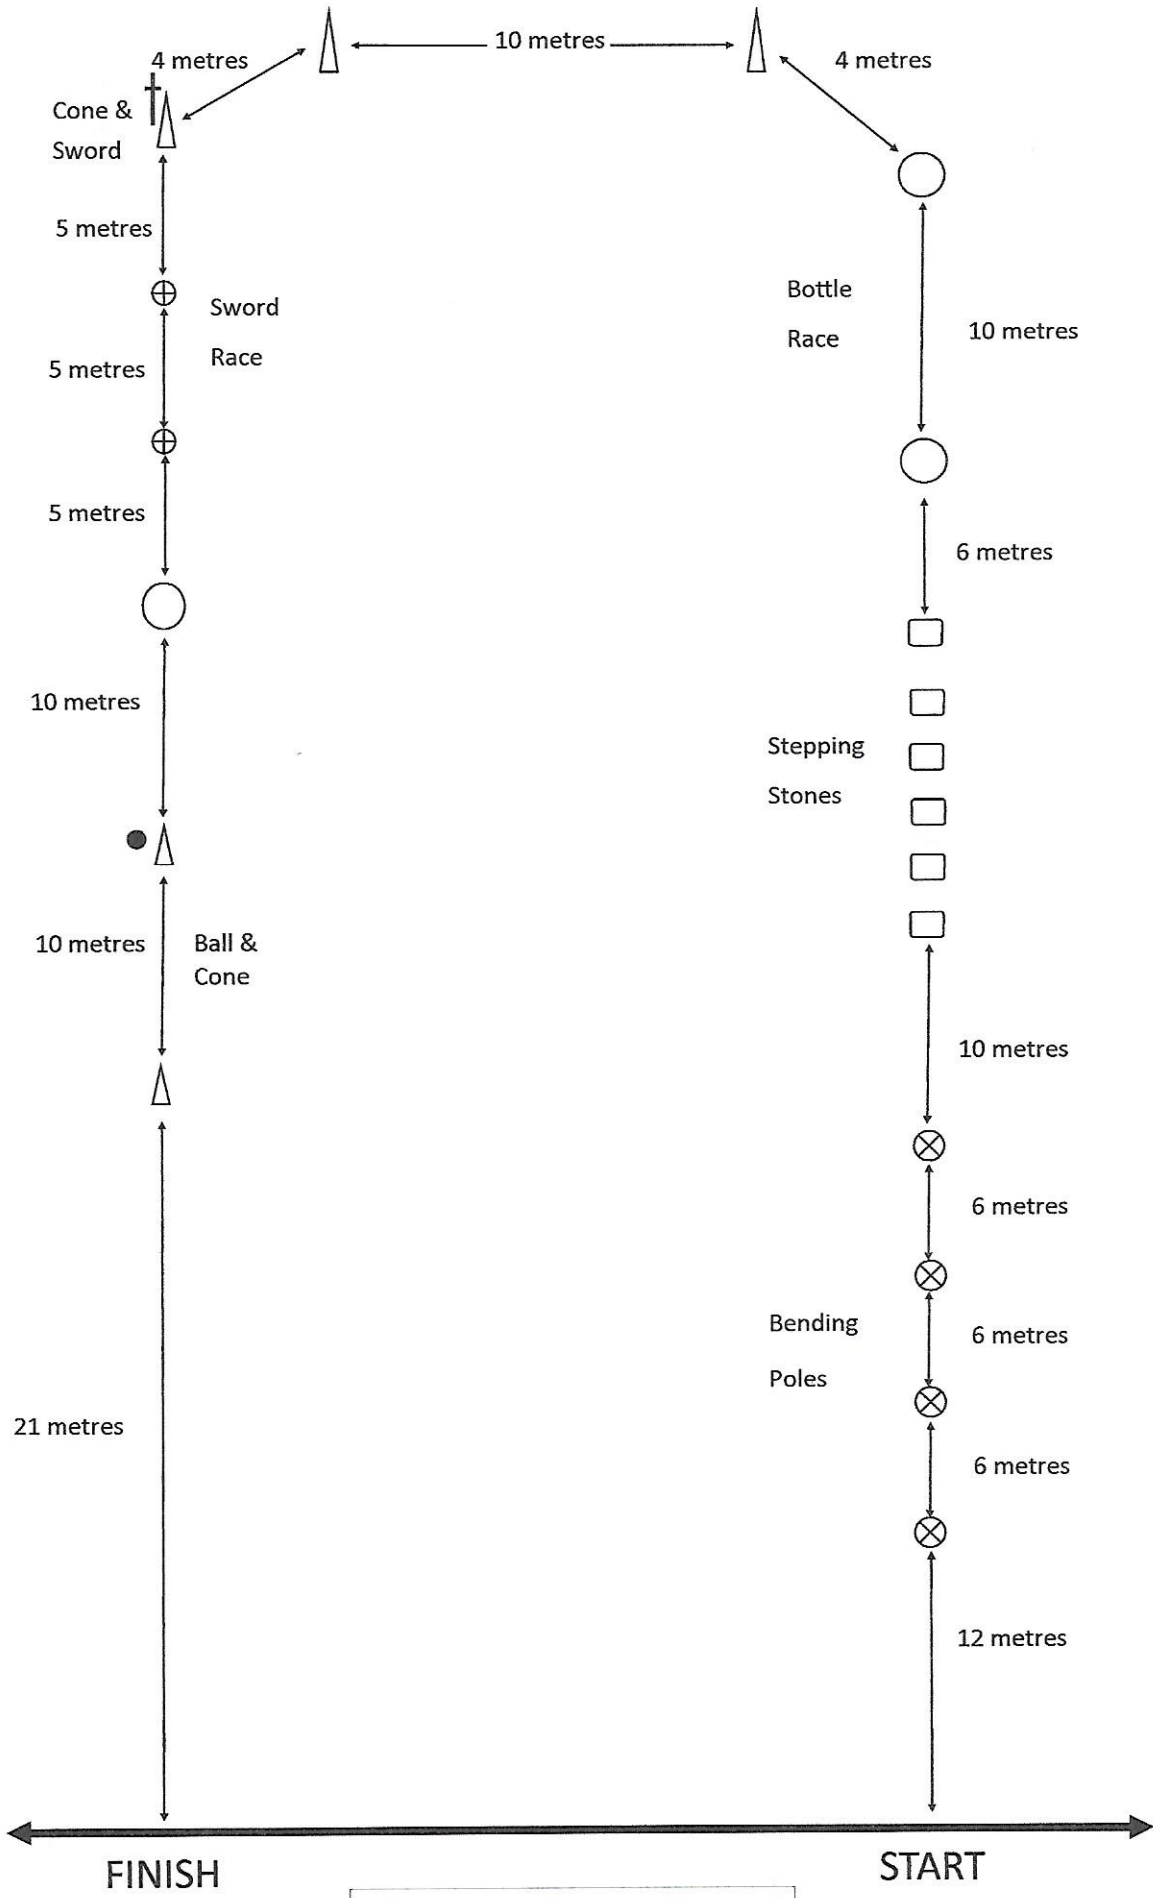 10 metres
4 metres
4 metres
Cone &
Sword
5 metres
Sword
Race
5 metres
5 metres
Bottle
Race
10 metres
6 metres
10 metres
Stepping
Stones
10 metres
Ball &
Cone
10 metres
6 metres
Bending
Poles
6 metres
6 metres
21 metres
12 metres
FINISH
START